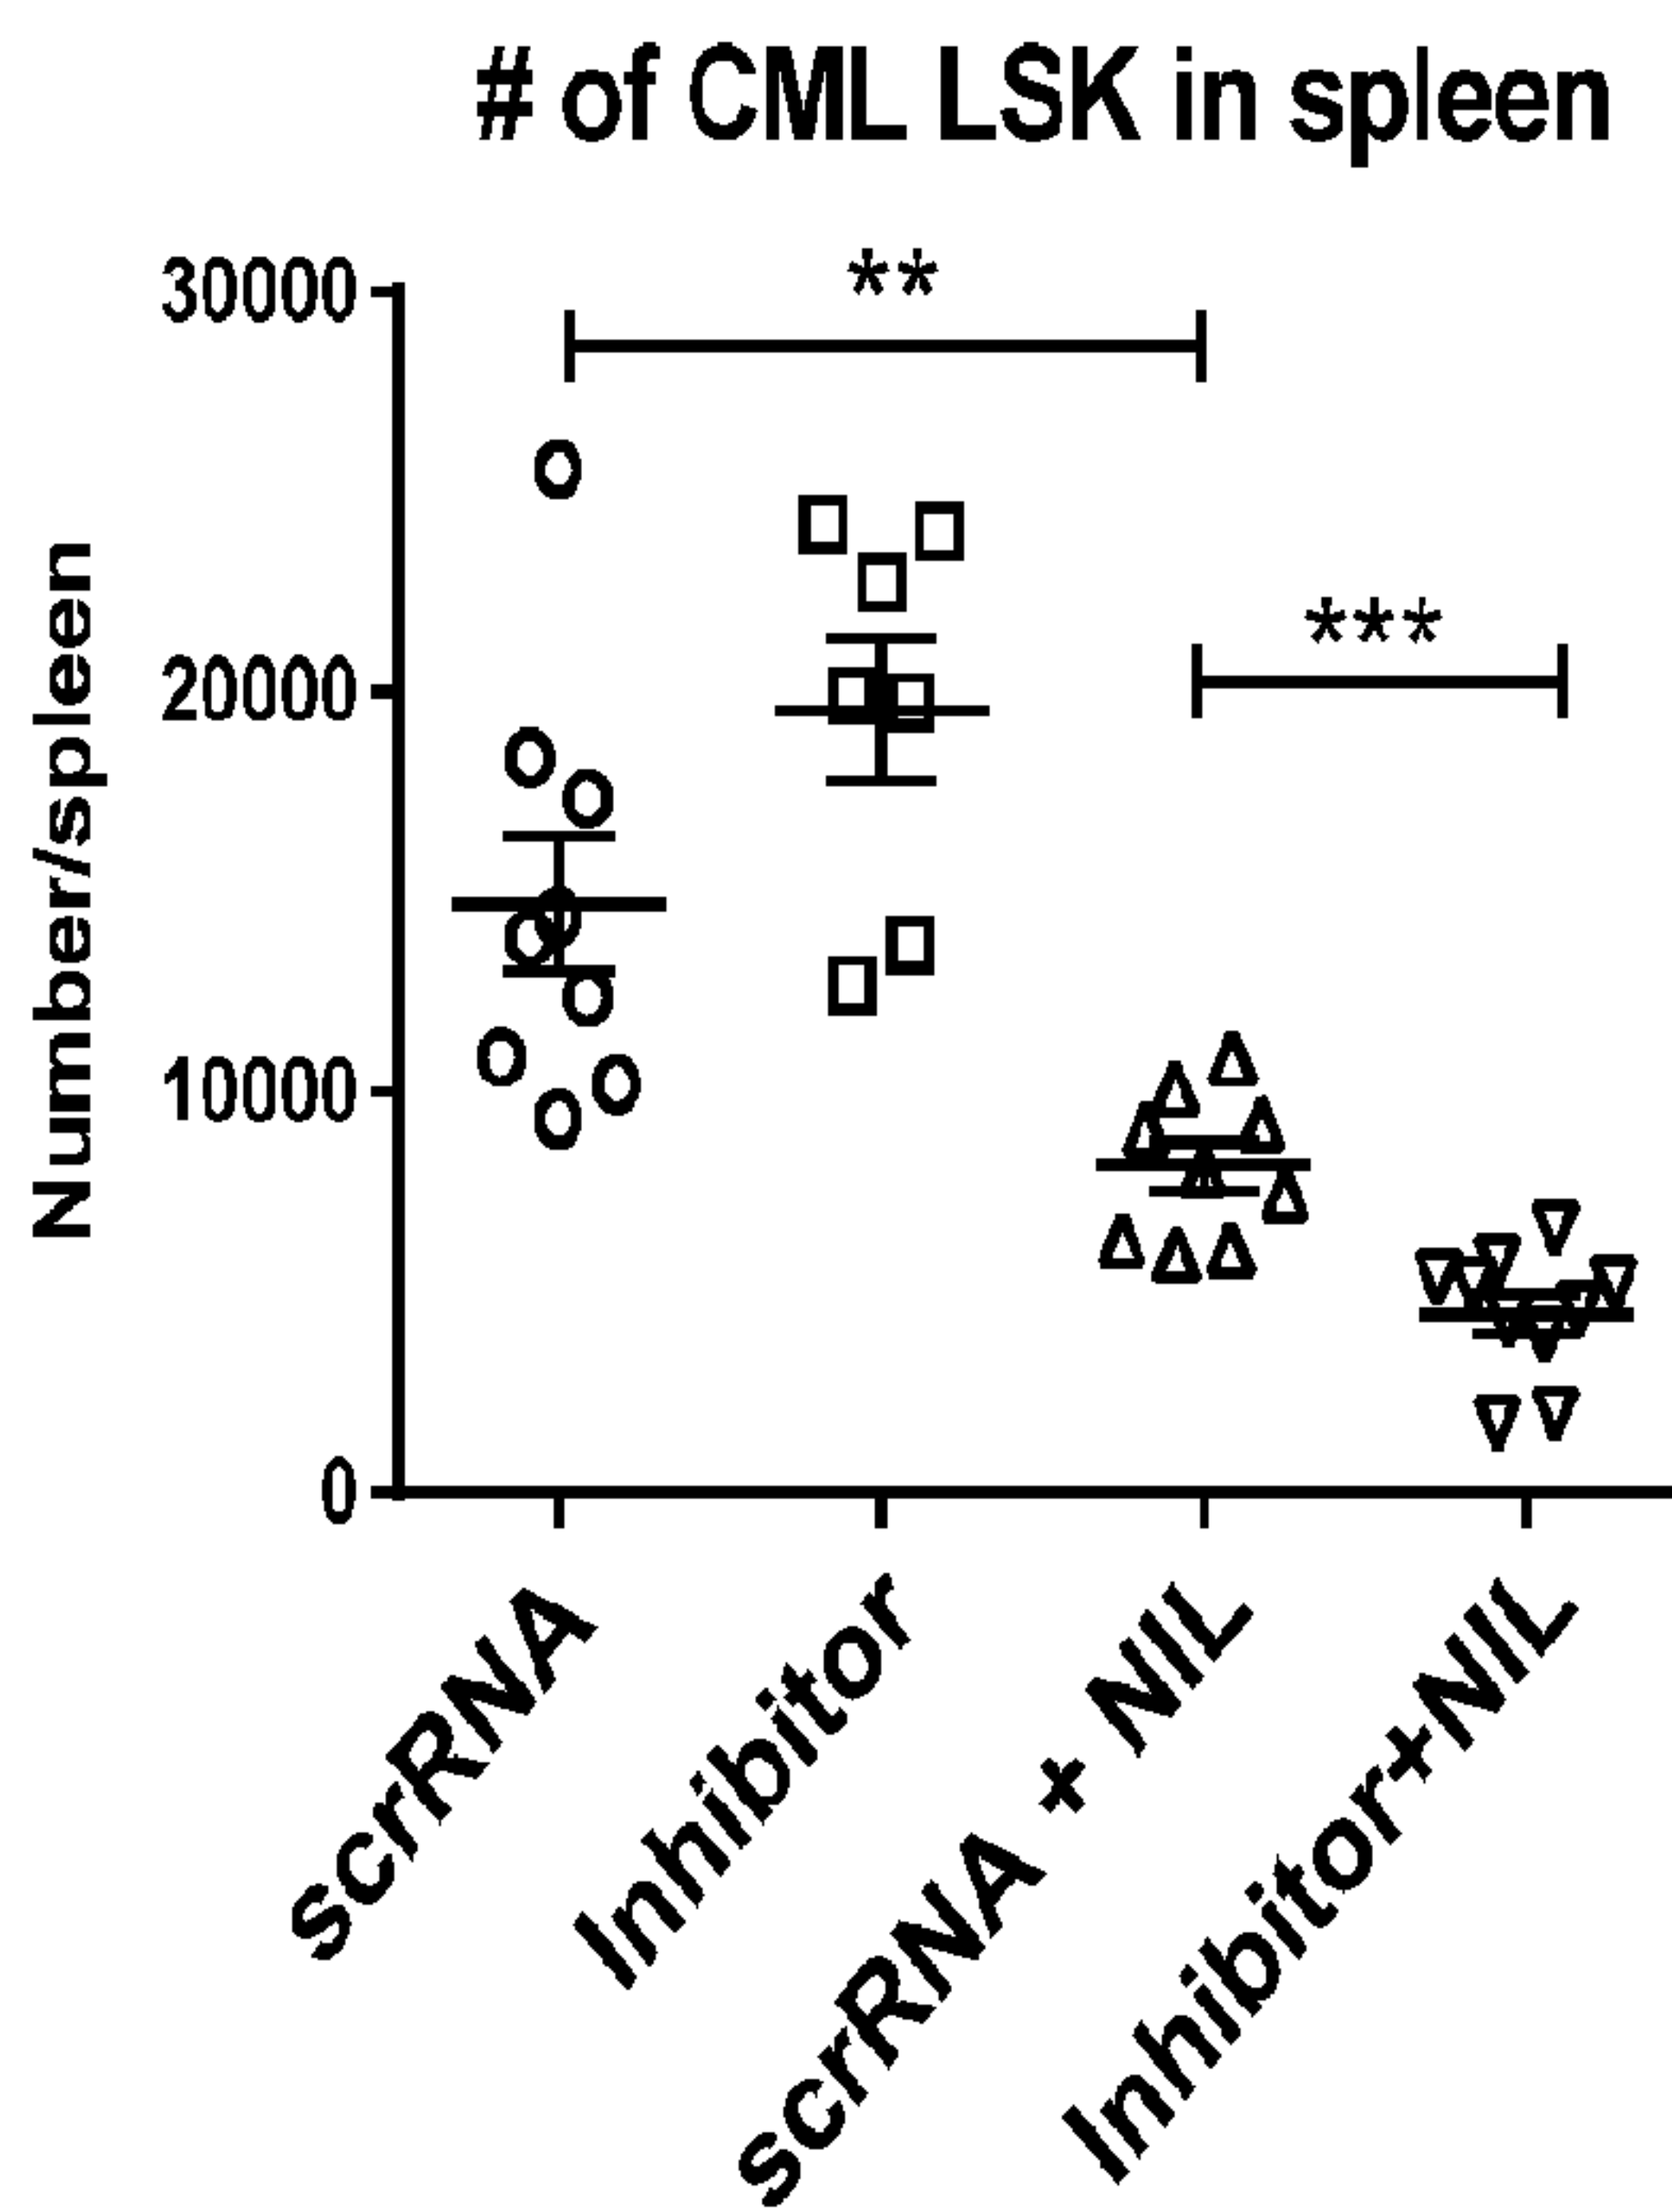 # of CML LSK in spleen
**
***
Number/spleen
30000
20000
10000
0
scrRNA
Inhibitor
scrRNA + NIL
Inhibitor+NIL